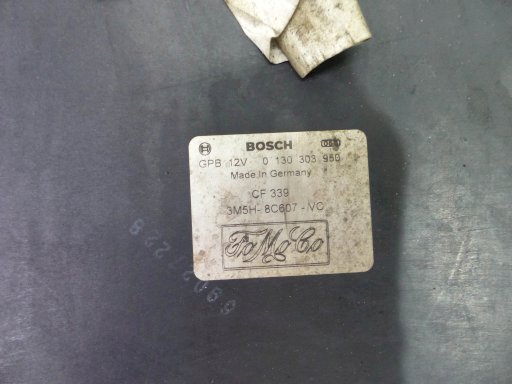 BOSCH
GPB 12V 0 130 303 950
Made in Germany
CF 339
3M5H- 8C607 -VC
FoMoCo